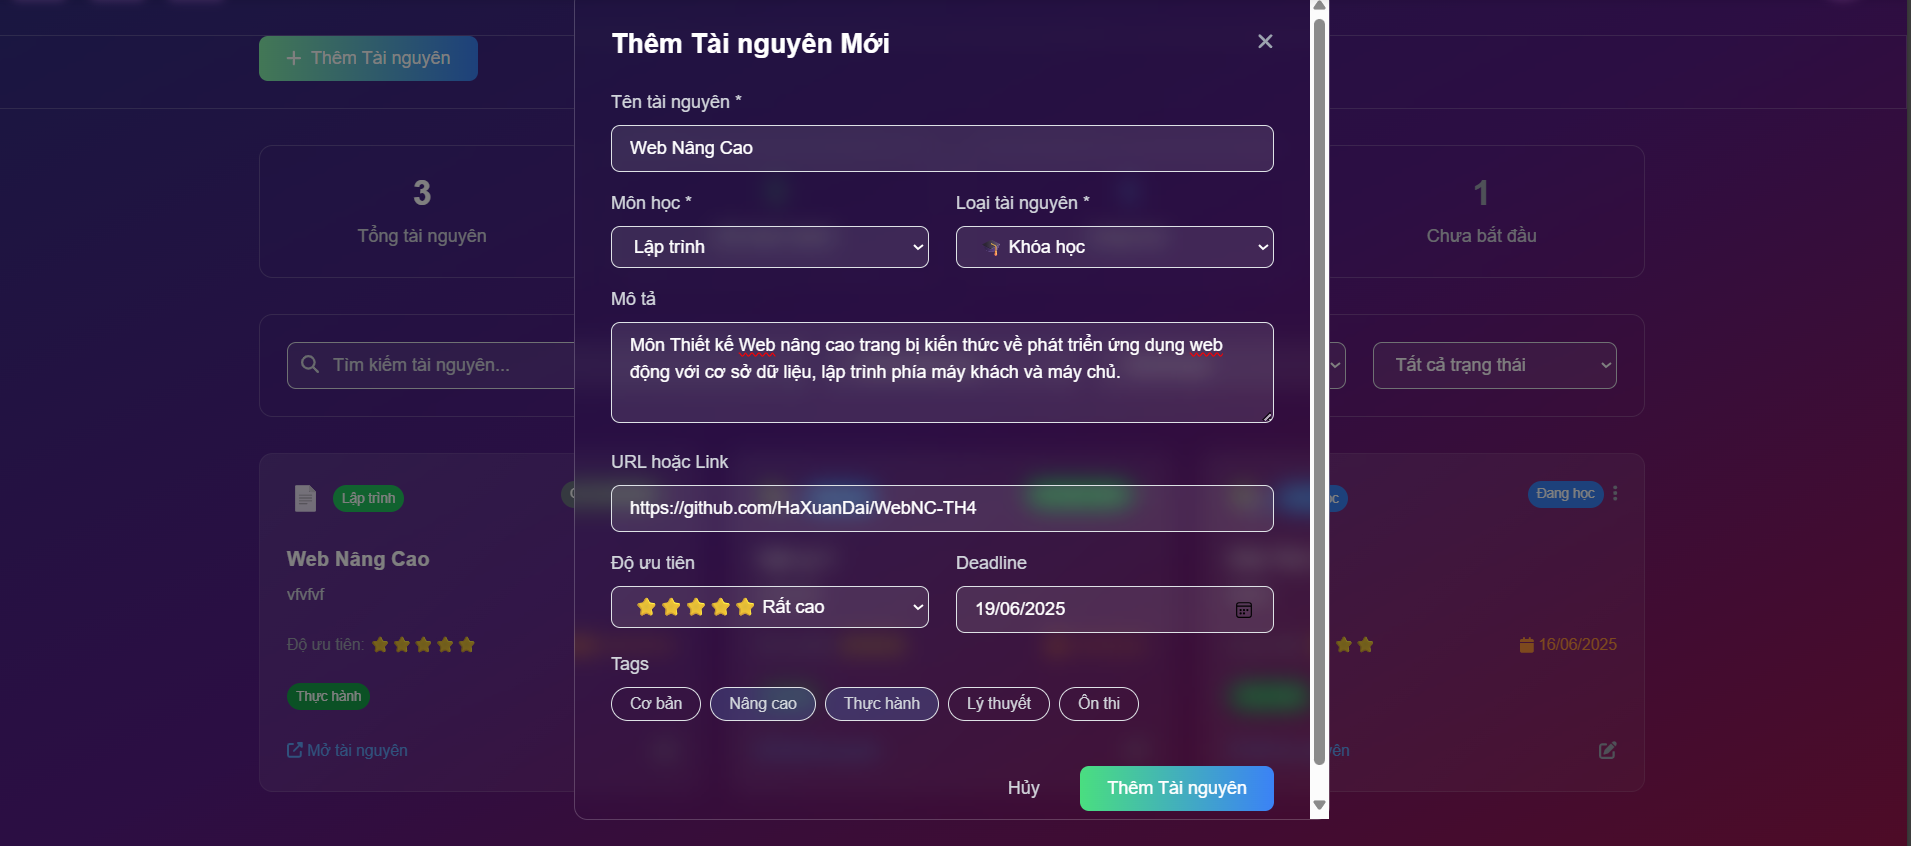 Thêm Tài nguyên
Thêm Tài nguyên Mới
Tên tài nguyên *
Web Nâng Cao
Môn học *
Loại tài nguyên *
Lập trình
Khóa học
Mô tả
Môn Thiết kế Web nâng cao trang bị kiến thức về phát triển ứng dụng web
động với cơ sở dữ liệu, lập trình phía máy khách và máy chủ.
URL hoặc Link
https://github.com/HaXuanDai/WebNC-TH4
Độ ưu tiên
Deadline
Rất cao
19/06/2025
Tags
Cơ bản
Nâng cao
Thực hành
Lý thuyết
Ôn thi
Hủy
Thêm Tài nguyên
3
Tổng tài nguyên
1
Chưa bắt đầu
Tìm kiếm tài nguyên...
Tất cả trạng thái
Lập trình
Web Nâng Cao
vfvfvf
Độ ưu tiên:
Thực hành
Mở tài nguyên
Đang học
16/06/2025